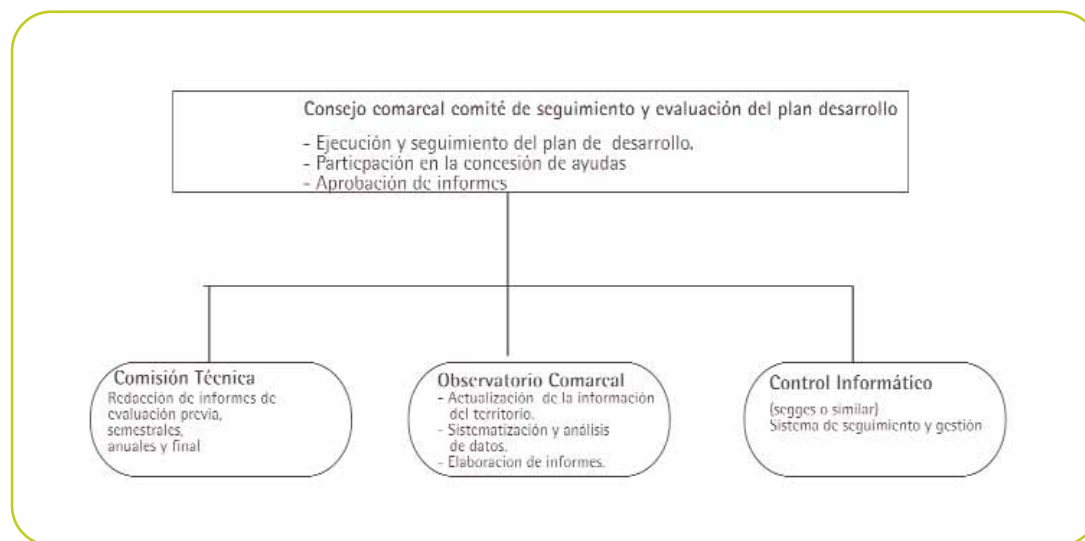 Consejo comarcal comité de seguimiento y evaluación del plan desarrollo
- Ejecución y seguimiento del plan de desarrollo.
- Particpación en la concesión de ayudas
- Aprobación de informes
Comisión Técnica
Redacción de informes de
evaluación previa,
semestrales,
anuales y final
Observatorio Comarcal
- Actualización de la información
del territorio.
- Sistematización y análisis
de datos.
- Elaboracion de informes.
Control Informático
(segges o similar)
Sistema de seguimiento y gestión